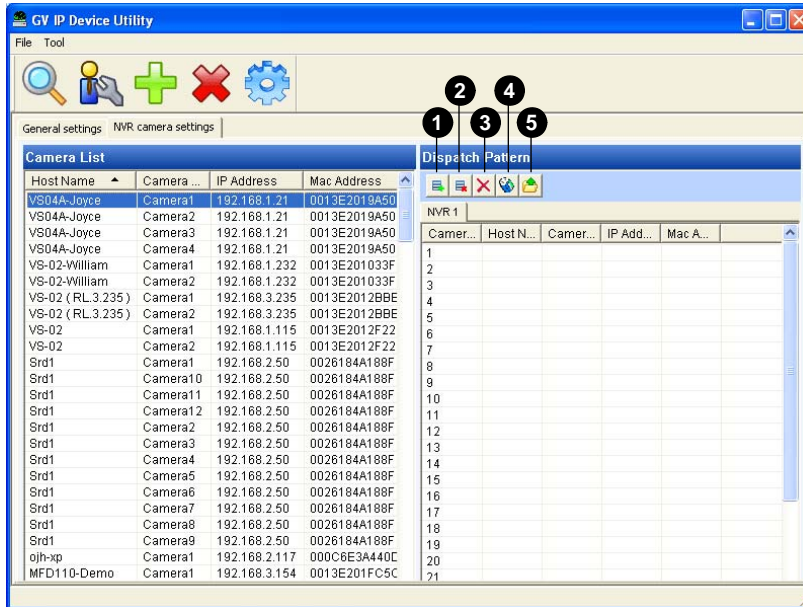 GV IP Device Utility
File Tool
2 4
1 3 5
General settings NVR camera settings
Camera List
Host Name Camera ... IP Address Mac Address
VS04A-Joyce Camera1 192.168.1.21 0013E2019A50
VS04A-Joyce Camera2 192.168.1.21 0013E2019A50
VS04A-Joyce Camera3 192.168.1.21 0013E2019A50
VS04A-Joyce Camera4 192.168.1.21 0013E2019A50
VS-02-William Camera1 192.168.1.232 0013E201033F
VS-02-William Camera2 192.168.1.232 0013E201033F
VS-02 ( RL.3.235) Camera1 192.168.3.235 0013E2012BBE
VS-02 ( RL.3.235) Camera2 192.168.3.235 0013E2012BBE
VS-02 Camera1 192.168.1.115 0013E2012F22
VS-02 Camera2 192.168.1.115 0013E2012F22
Srd1 Camera1 192.168.2.50 0026184A188F
Srd1 Camera10 192.168.2.50 0026184A188F
Srd1 Camera11 192.168.2.50 0026184A188F
Srd1 Camera12 192.168.2.50 0026184A188F
Srd1 Camera2 192.168.2.50 0026184A188F
Srd1 Camera3 192.168.2.50 0026184A188F
Srd1 Camera4 192.168.2.50 0026184A188F
Srd1 Camera5 192.168.2.50 0026184A188F
Srd1 Camera6 192.168.2.50 0026184A188F
Srd1 Camera7 192.168.2.50 0026184A188F
Srd1 Camera8 192.168.2.50 0026184A188F
Srd1 Camera9 192.168.2.50 0026184A188F
ojh-xp Camera1 192.168.2.117 000C6E3A440D
MFD110-Demo Camera1 192.168.3.154 0013E201FC5C
Dispatch Pattern
NVR 1
Camer... Host N... Camer... IP Add... Mac A...
1
2
3
4
5
6
7
8
9
10
11
12
13
14
15
16
17
18
19
20
21